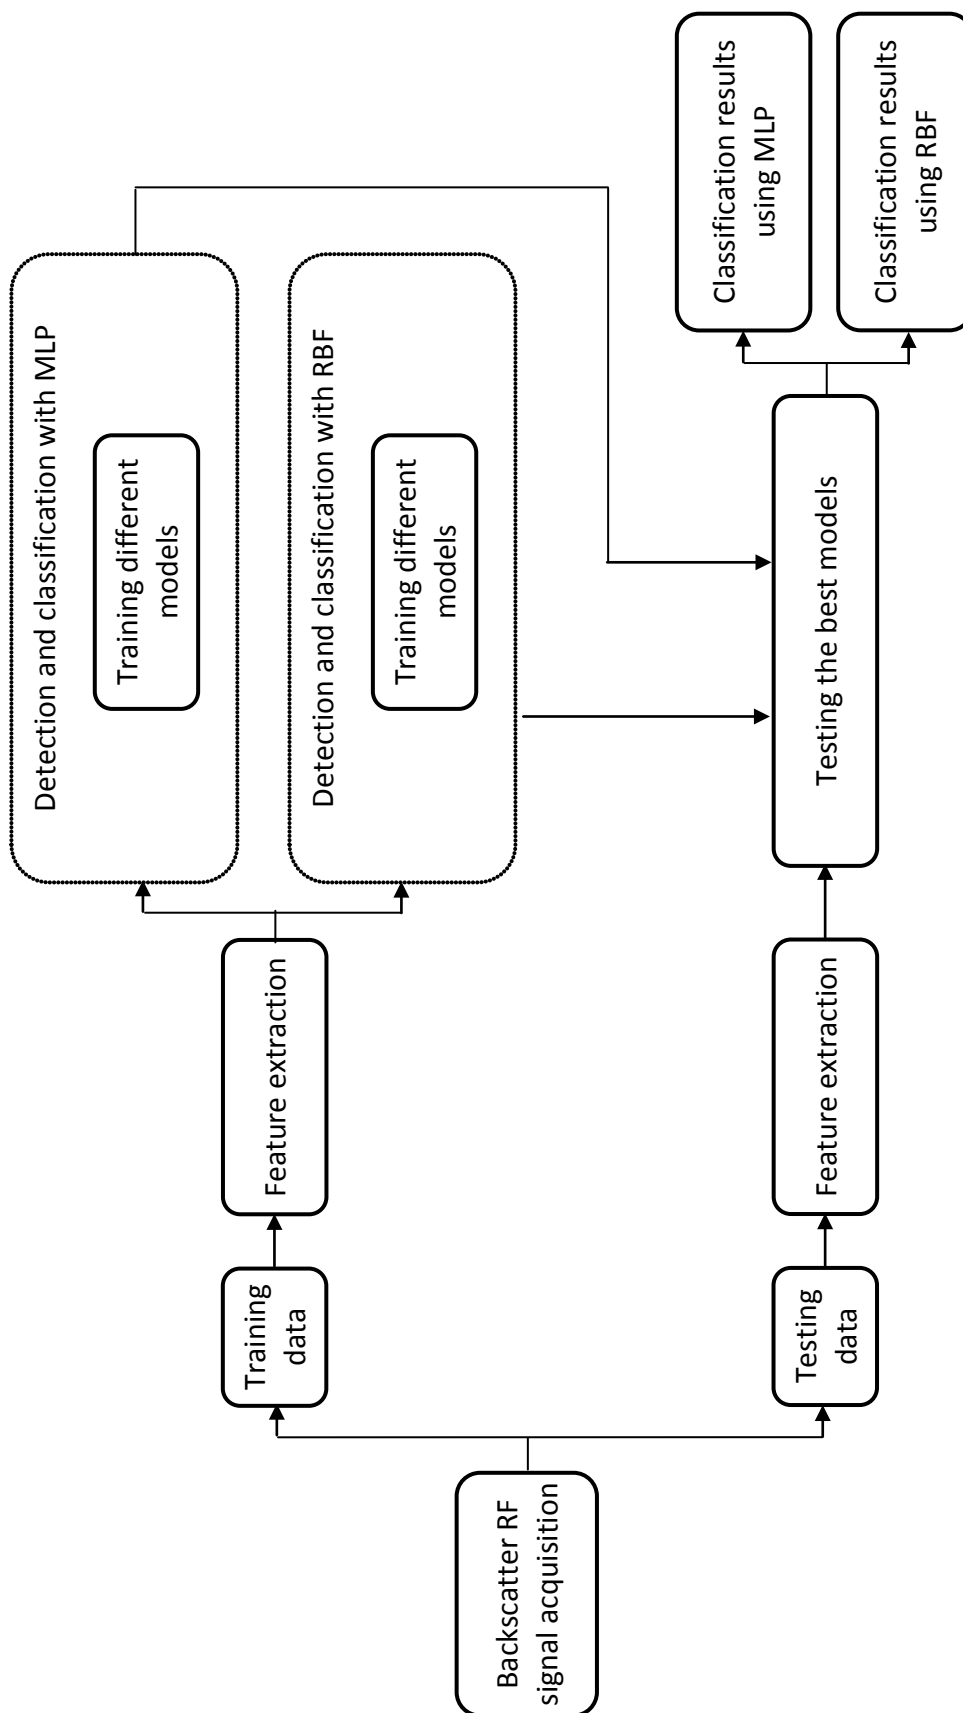 Backscatter RF
signal acquisition
Training
data
Feature extraction
Detection and classification with MLP
Training different
models
Detection and classification with RBF
Training different
models
Testing
data
Feature extraction
Testing the best models
Classification results
using MLP
Classification results
using RBF